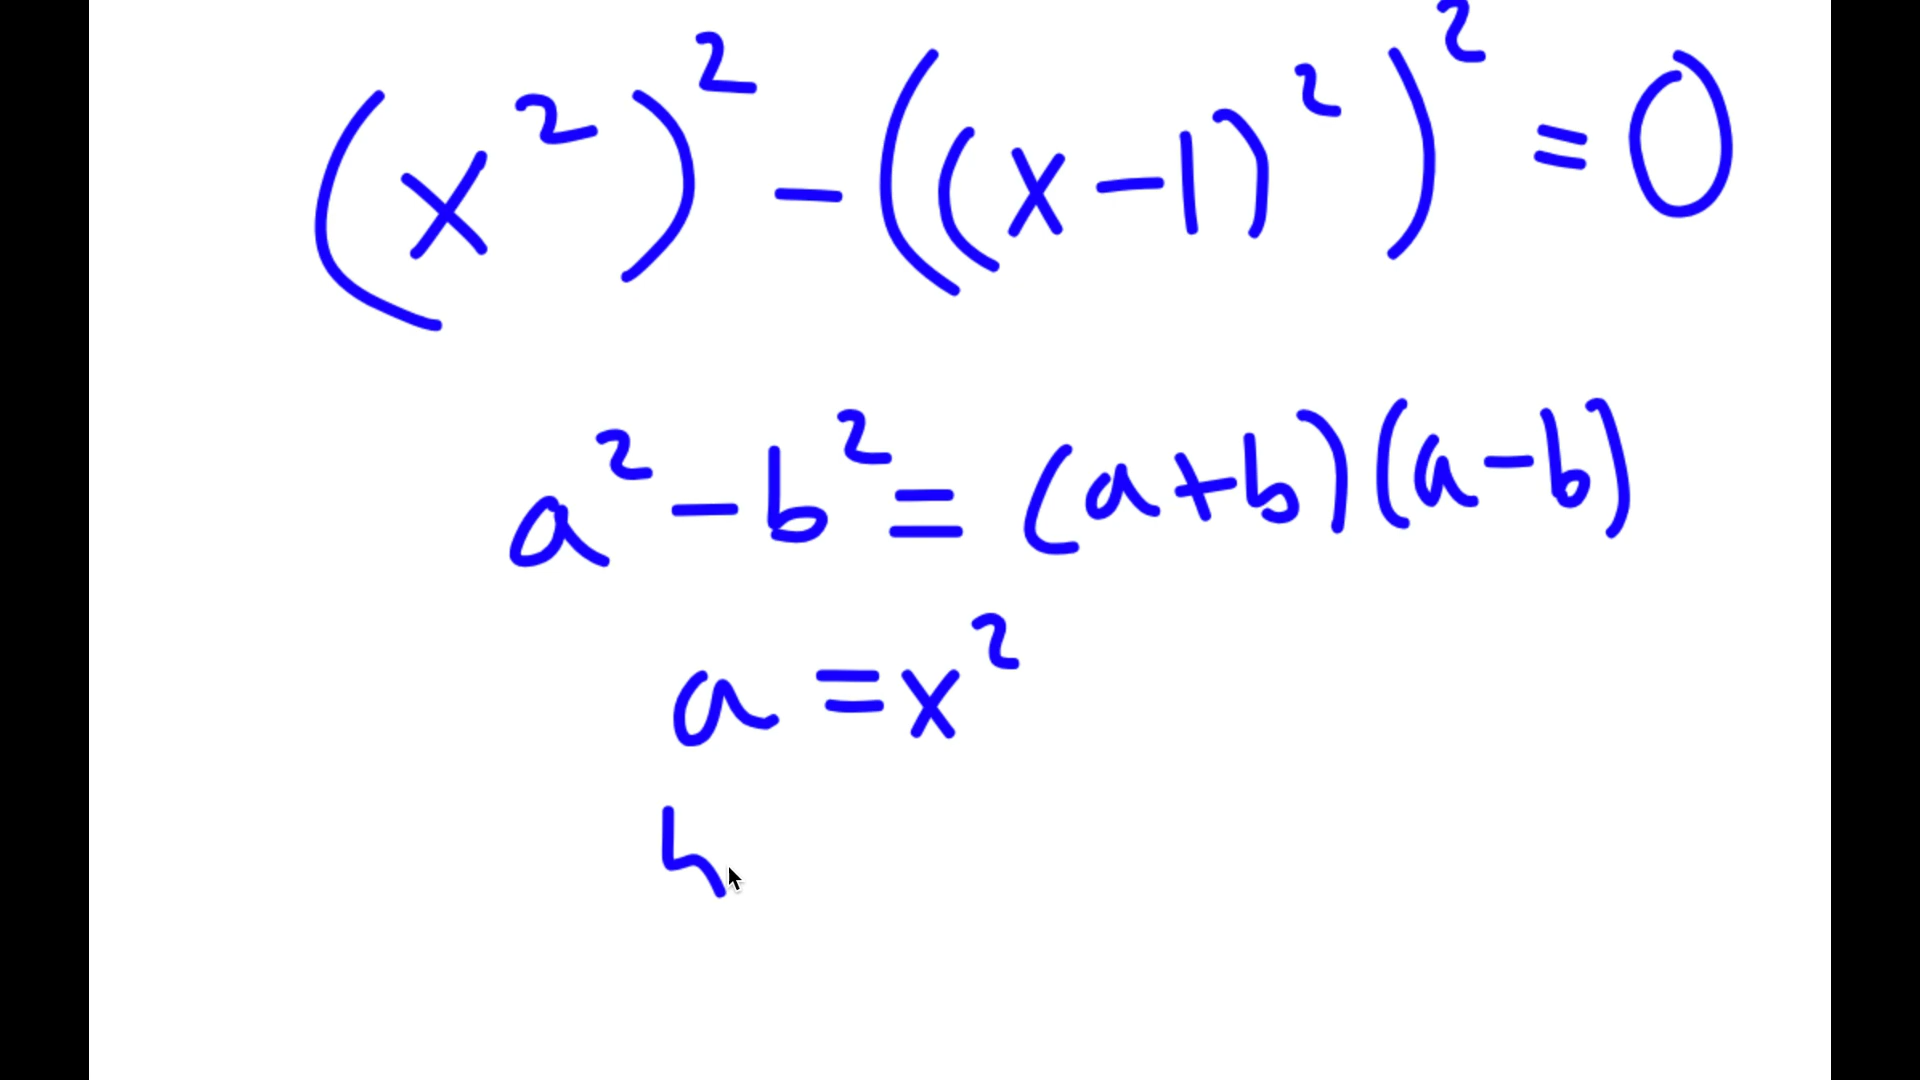 (x²)² - ((x-1)²)² = 0
a² - b² = (a+b)(a-b)
a = x²